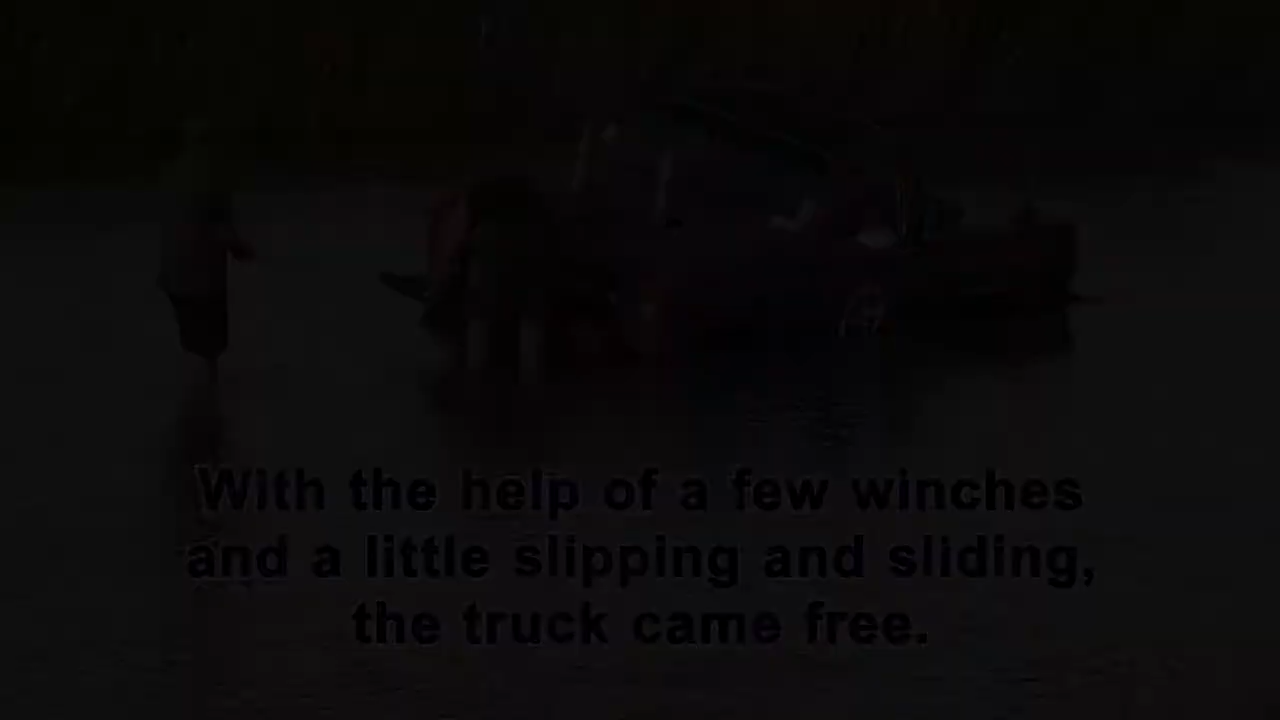 With the help of a few winches
and a little slipping and sliding,
the truck came free.